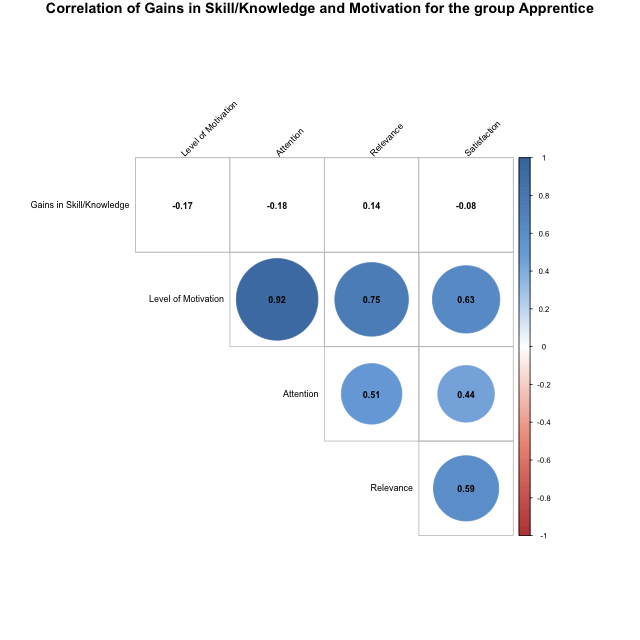 Correlation of Gains in Skill/Knowledge and Motivation for the group Apprentice
Level of Motivation
Attention
Relevance
Satisfaction
Gains in Skill/Knowledge -0.17 -0.18 0.14 -0.08
Level of Motivation 0.92 0.75 0.63
Attention 0.51 0.44
Relevance 0.59
1
0.8
0.6
0.4
0.2
0
-0.2
-0.4
-0.6
-0.8
-1